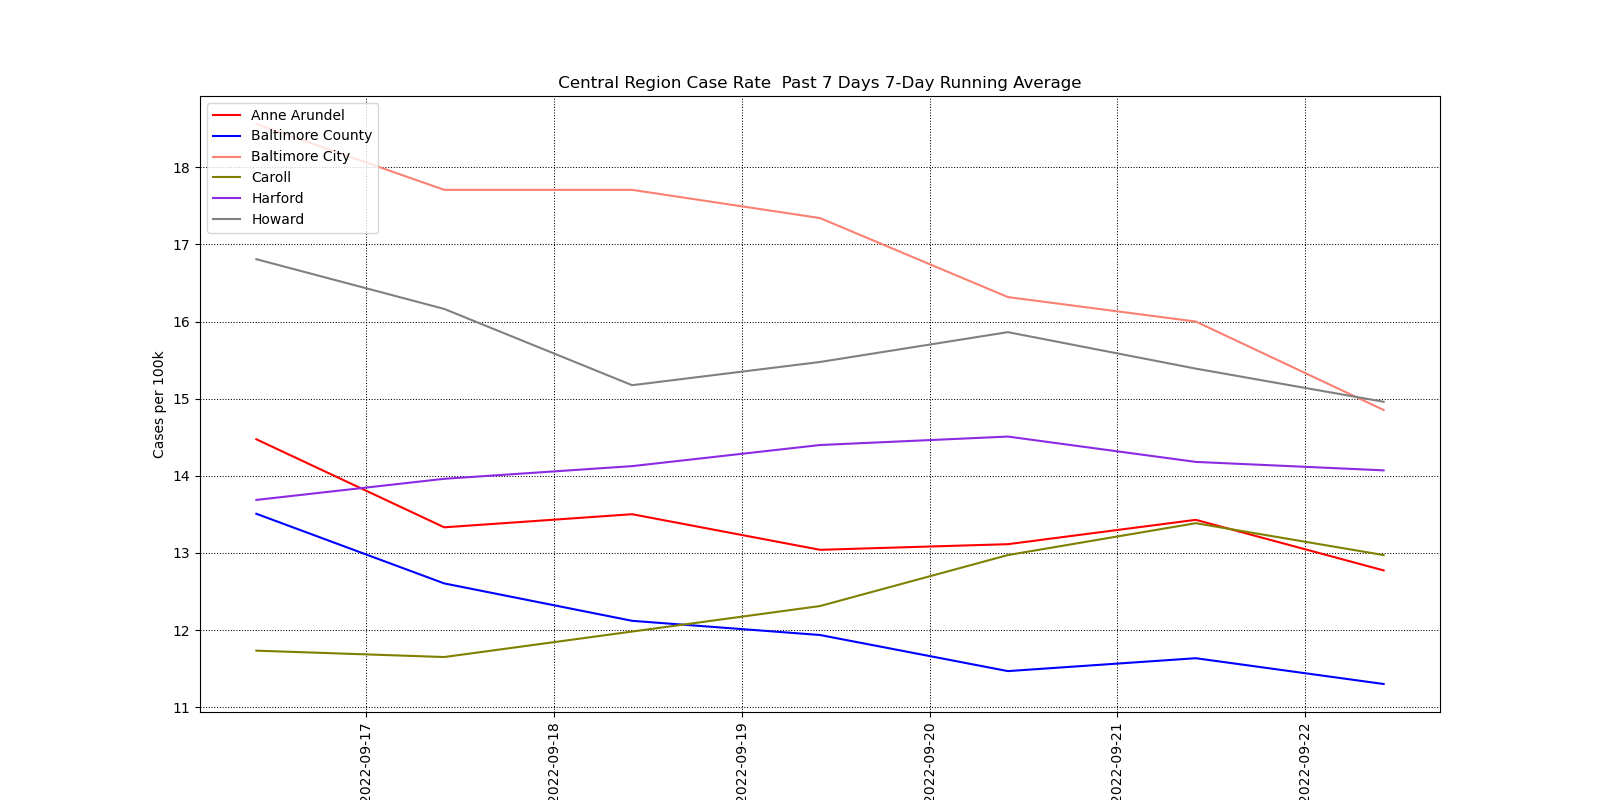 Central Region Case Rate  Past 7 Days 7-Day Running Average
Anne Arundel
Baltimore County
Baltimore City
Caroll
Harford
Howard
Cases per 100k
18
17
16
15
14
13
12
11
2022-09-17
2022-09-18
2022-09-19
2022-09-20
2022-09-21
2022-09-22